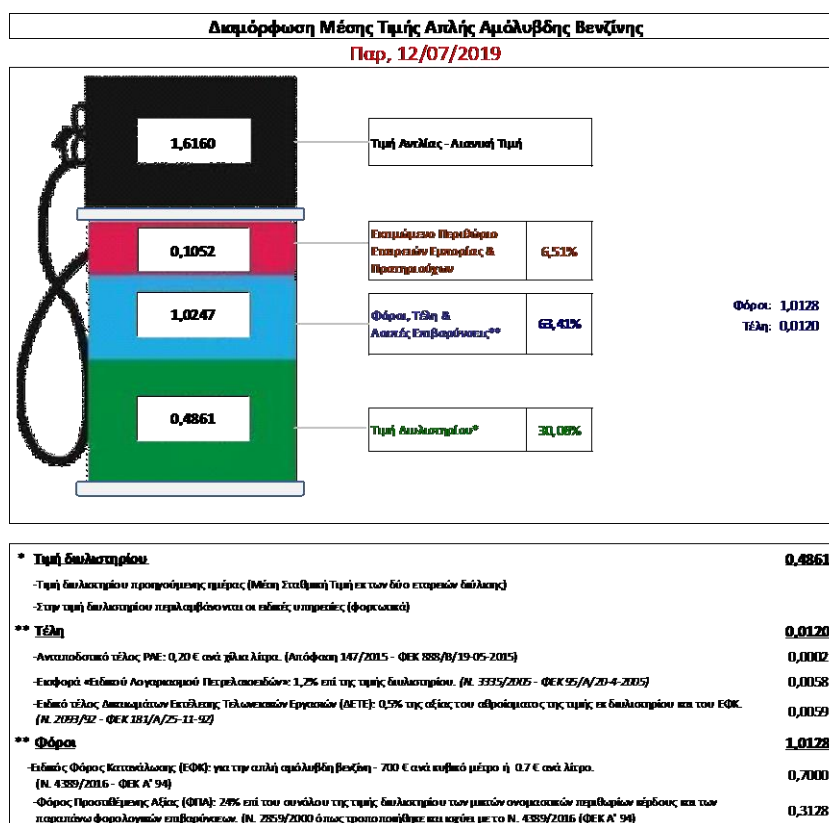 Διαμόρφωση Μέσης Τιμής Απλής Αμόλυβδης Βενζίνης
Παρ, 12/07/2019
1,6160
Τιμή Αντλίας - Λιανική Τιμή
0,1052
Εκτιμώμενο Περιθώριο
Εταιρειών Εμπορίας &
Πρατηριούχων
6,51%
1,0247
Φόροι, Τέλη &
Λοιπές Επιβαρύνσεις**
63,41%
Φόροι: 1,0128
Τέλη: 0,0120
0,4861
Τιμή Διυλιστηρίου*
30,08%
* Τιμή διυλιστηρίου 0,4861
-Τιμή διυλιστηρίου προηγούμενης ημέρας (Μέση Σταθμική Τιμή εκ των δύο εταιρειών διύλισης)
-Στην τιμή διυλιστηρίου περιλαμβάνονται οι ειδικές υπηρεσίες (φορτωτικά)
** Τέλη 0,0120
-Ανταποδοτικό τέλος ΡΑΕ: 0,20 € ανά χίλια λίτρα. (Απόφαση 147/2015 - ΦΕΚ 888/Β/19-05-2015) 0,0002
-Εισφορά «Ειδικού Λογαριασμού Πετρελαιοειδών»: 1,2% επί της τιμής διυλιστηρίου. (Ν. 3335/2005 - ΦΕΚ 95/Α/20-4-2005) 0,0058
-Ειδικό τέλος Δικαιωμάτων Εκτέλεσης Τελωνειακών Εργασιών (ΔΕΤΕ): 0,5% της αξίας του αθροίσματος της τιμής εκ διυλιστηρίου και του ΕΦΚ. 0,0059
(Ν. 2093/92 - ΦΕΚ 181/Α/25-11-92)
** Φόροι 1,0128
-Ειδικός Φόρος Κατανάλωσης (ΕΦΚ): για την απλή αμόλυβδη βενζίνη - 700 € ανά κυβικό μέτρο ή 0.7 € ανά λίτρο. 0,7000
(Ν. 4389/2016 - ΦΕΚ Α' 94)
-Φόρος Προστιθέμενης Αξίας (ΦΠΑ): 24% επί του συνόλου της τιμής διυλιστηρίου των μικτών ονομαστικών περιθωρίων κέρδους και των 0,3128
παραπάνω φορολογικών επιβαρύνσεων. (Ν. 2859/2000 όπως τροποποιήθηκε και ισχύει με το Ν. 4389/2016 (ΦΕΚ Α' 94)